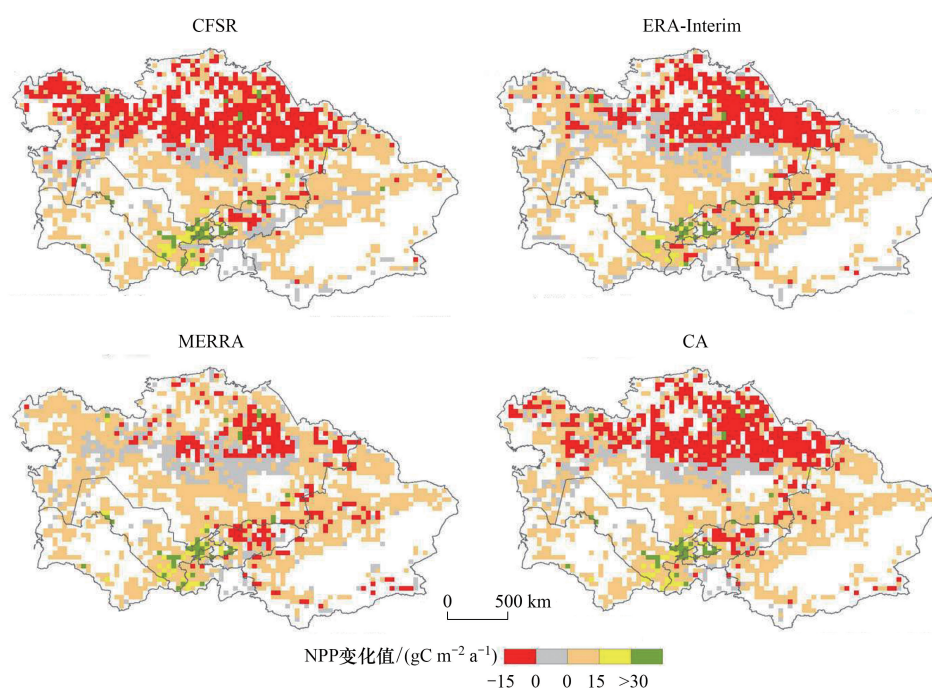 CFSR
ERA-Interim
MERRA
CA
0 500 km
NPP变化值/(gC m⁻² a⁻¹)
−15 0 0 15 >30